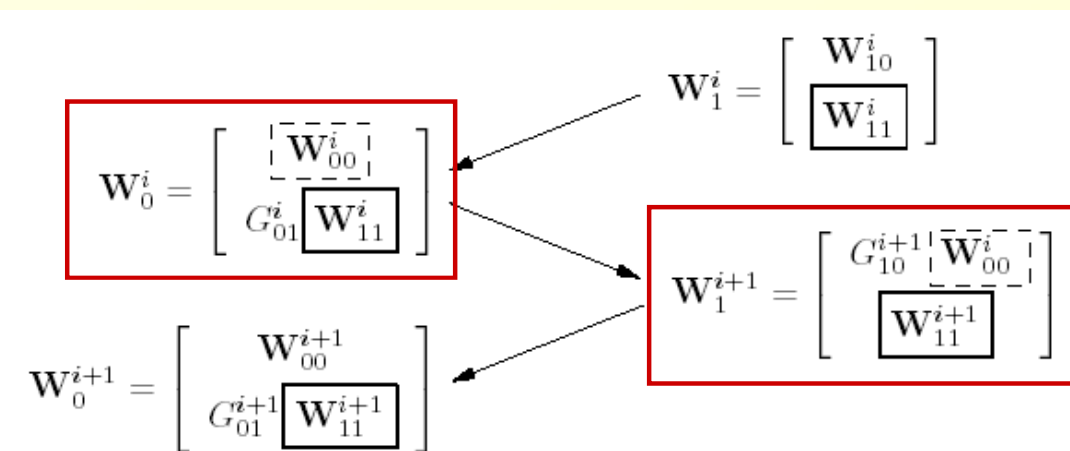 W_1^i = [ W_10^i
W_11^i ]
W_0^i = [ W_00^i
G_01^i W_11^i ]
W_1^{i+1} = [ G_10^{i+1} W_00^i
W_11^{i+1} ]
W_0^{i+1} = [ W_00^{i+1}
G_01^{i+1} W_11^{i+1} ]